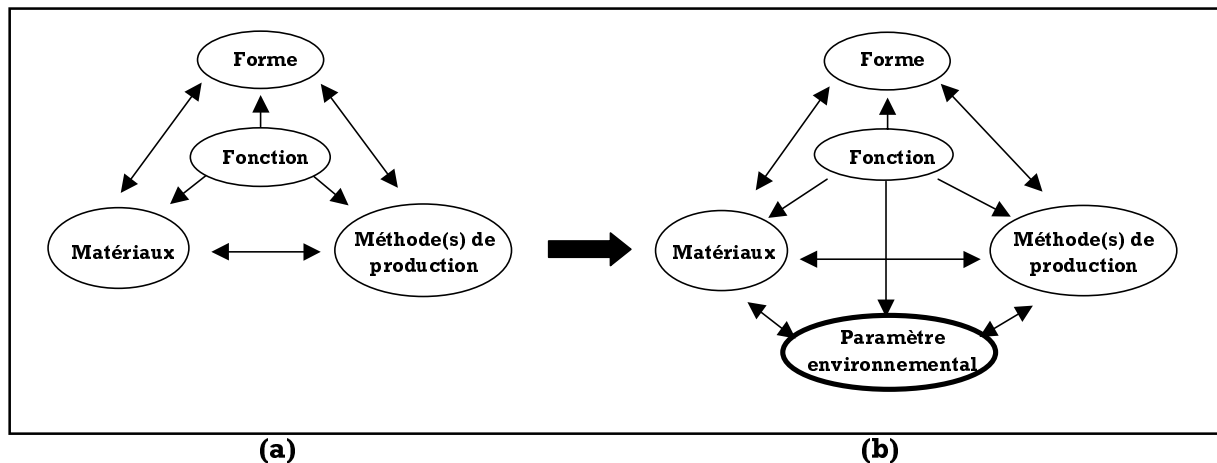 Forme
Fonction
Matériaux
Méthode(s) de
production
(a)
Forme
Fonction
Matériaux
Méthode(s) de
production
Paramètre
environnemental
(b)